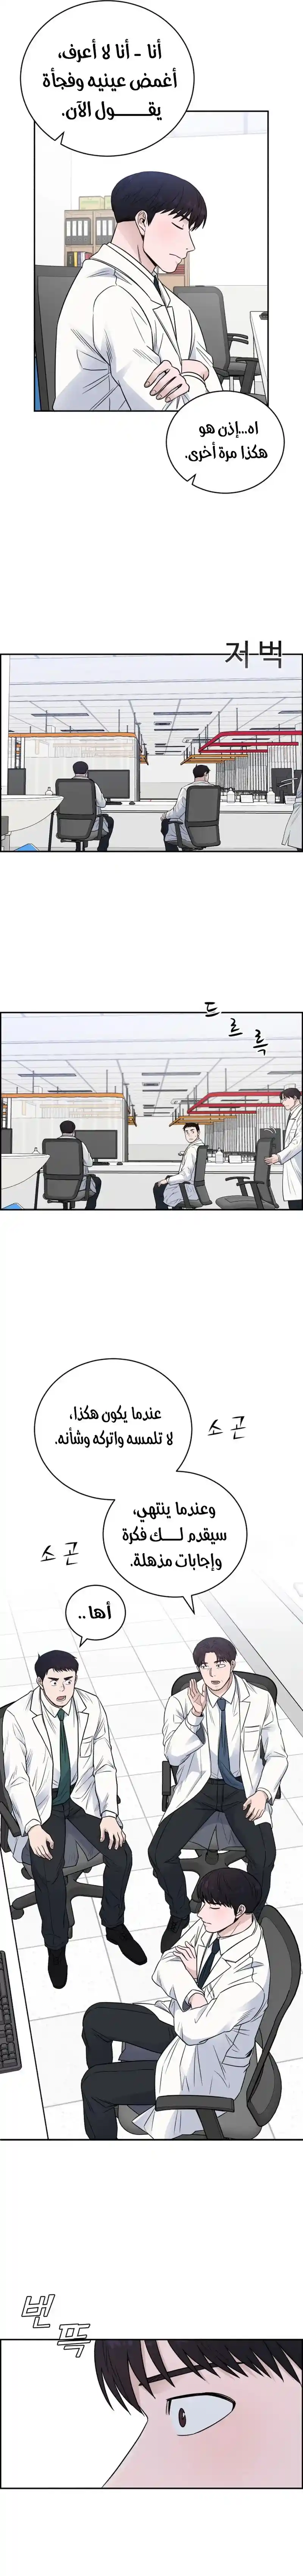 أنا - أنا لا أعرف،
أغمض عينيه وفجأة
يقـــول الآن.
اه...إذن هو
هكذا مرة أخرى.
저벅
드르륵
عندما يكون هكذا،
لا تلمسه واتركه وشأنه.
소곤
وعندما ينتهي،
سيقدم لـــك فكرة
وإجابات مذهلة.
소곤
أها..
번뜩